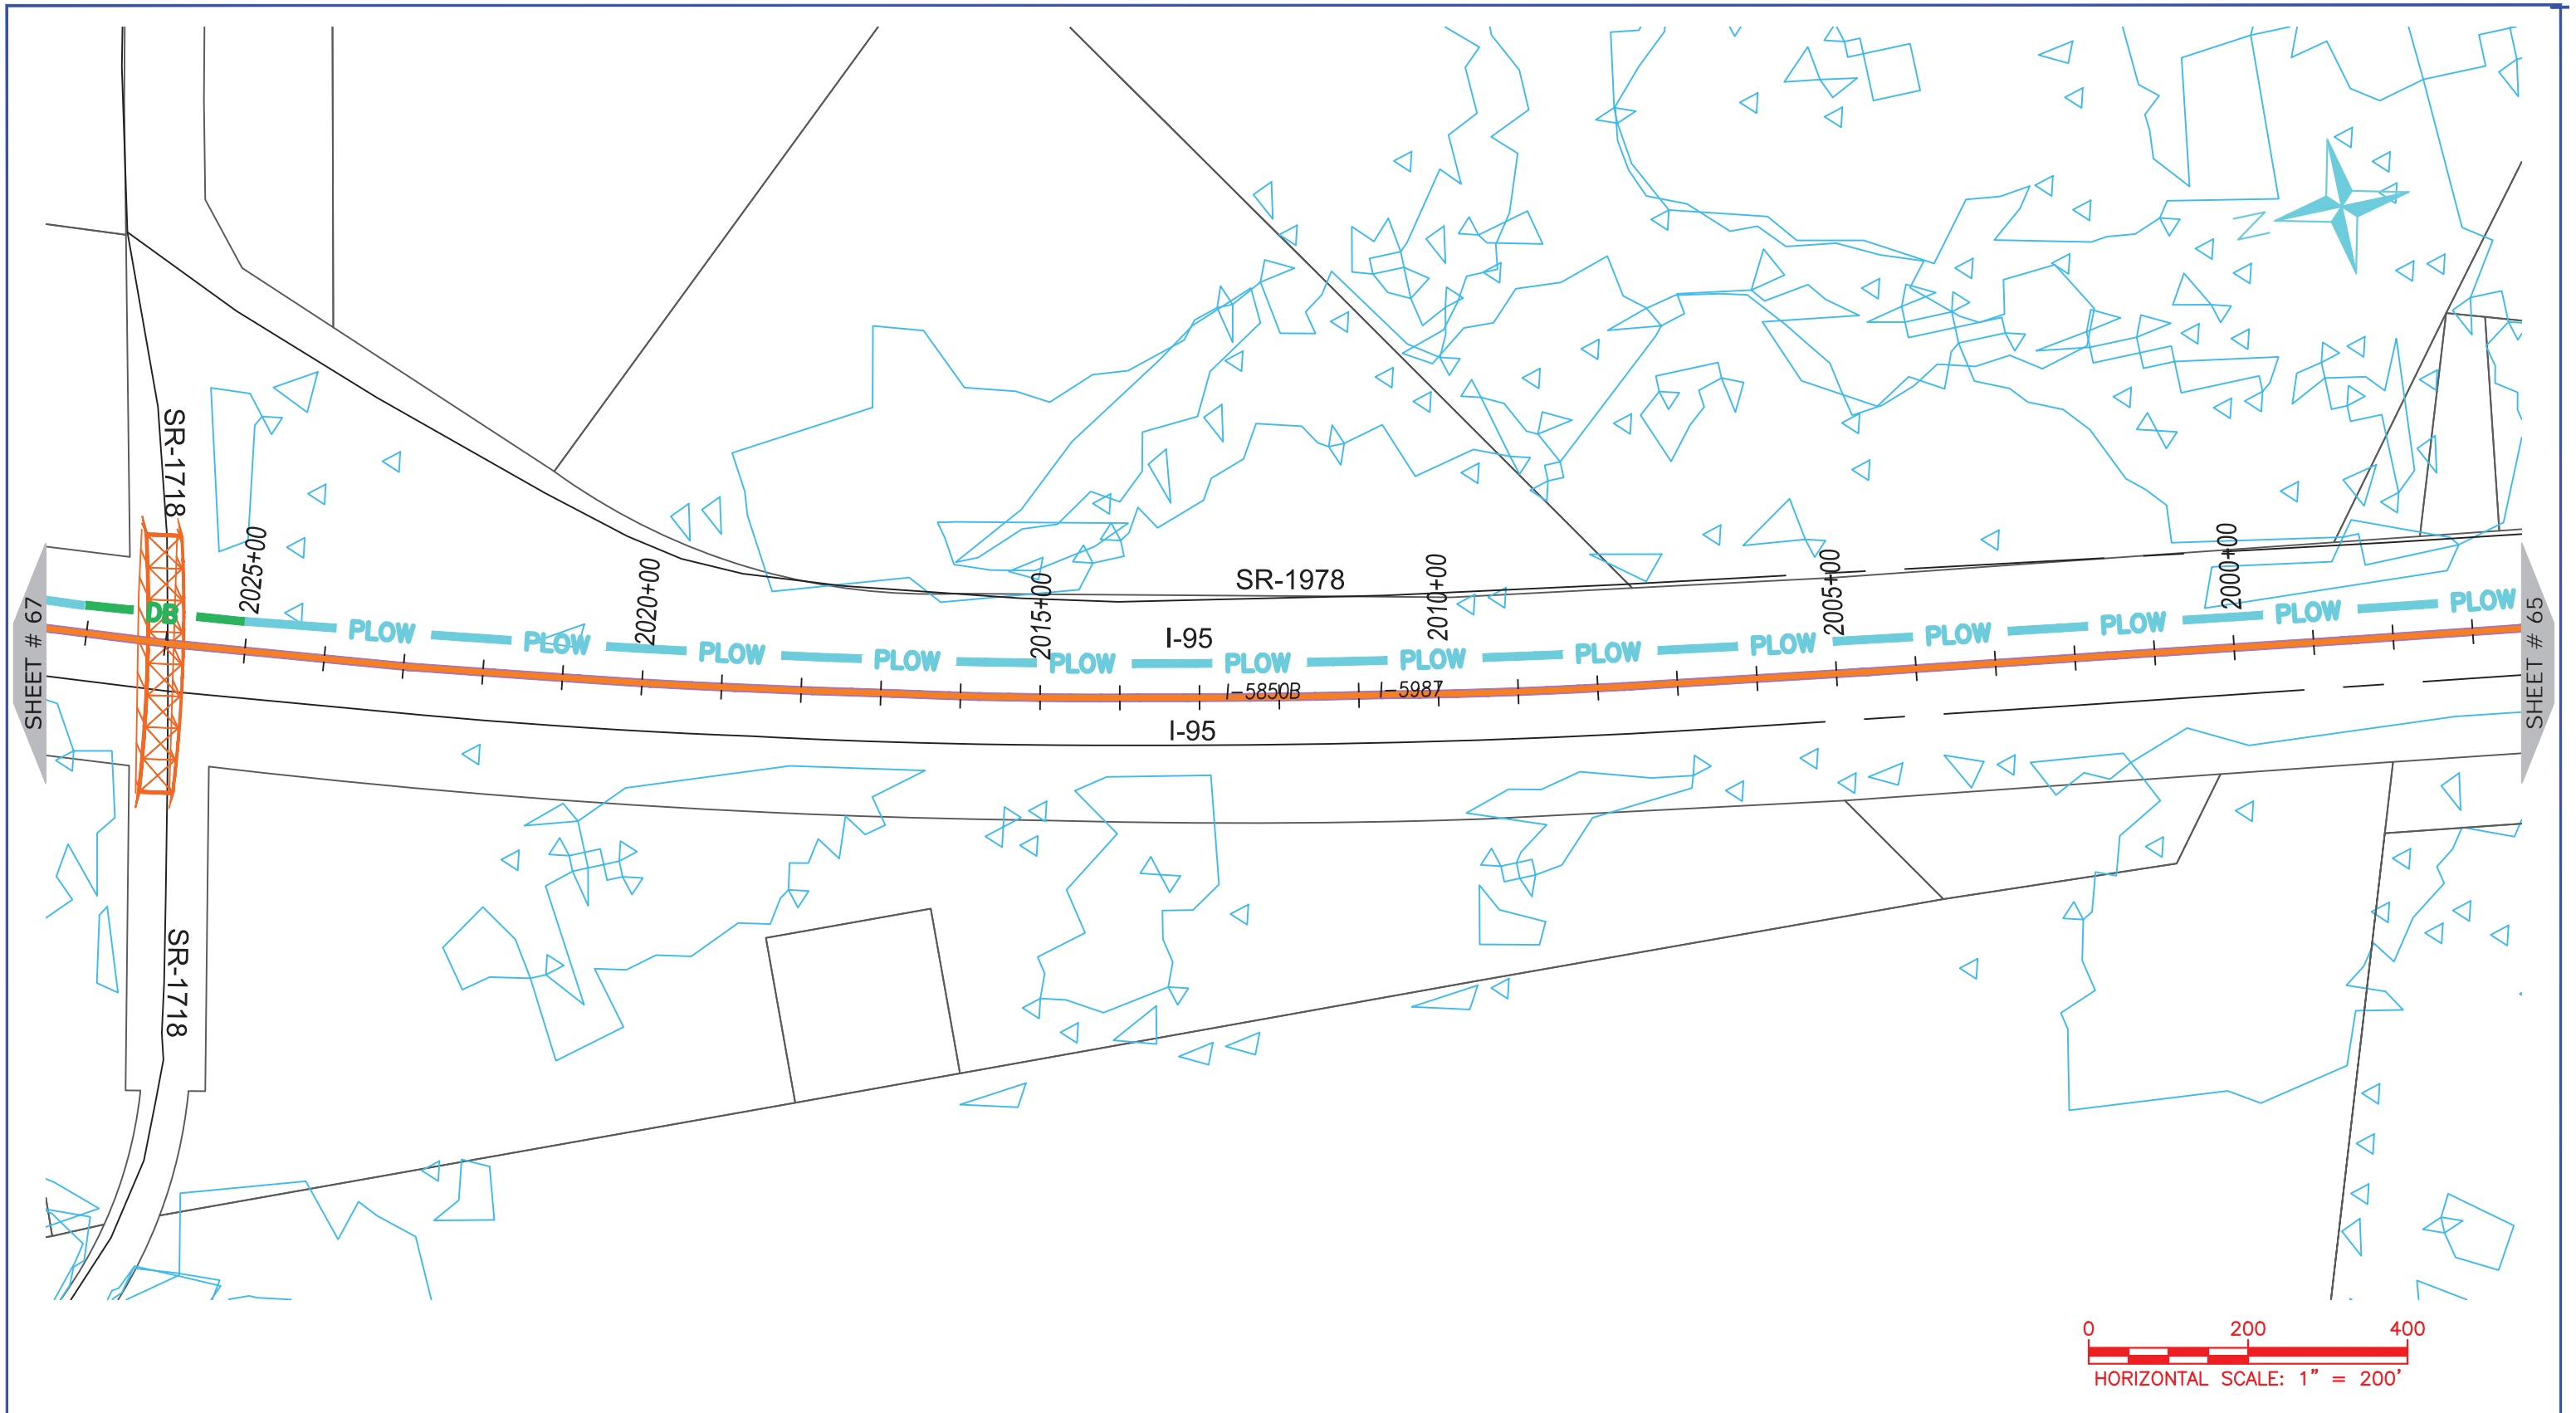 N
SR-1718
2025+00
2020+00
2015+00
2010+00
2005+00
2000+00
SR-1978
SHEET # 67
DB
PLOW
PLOW
PLOW
PLOW
PLOW
PLOW
PLOW
PLOW
PLOW
PLOW
PLOW
PLOW
PLOW
SHEET # 65
I-95
I-5850B
I-5987
I-95
SR-1718
0 200 400
HORIZONTAL SCALE: 1" = 200'